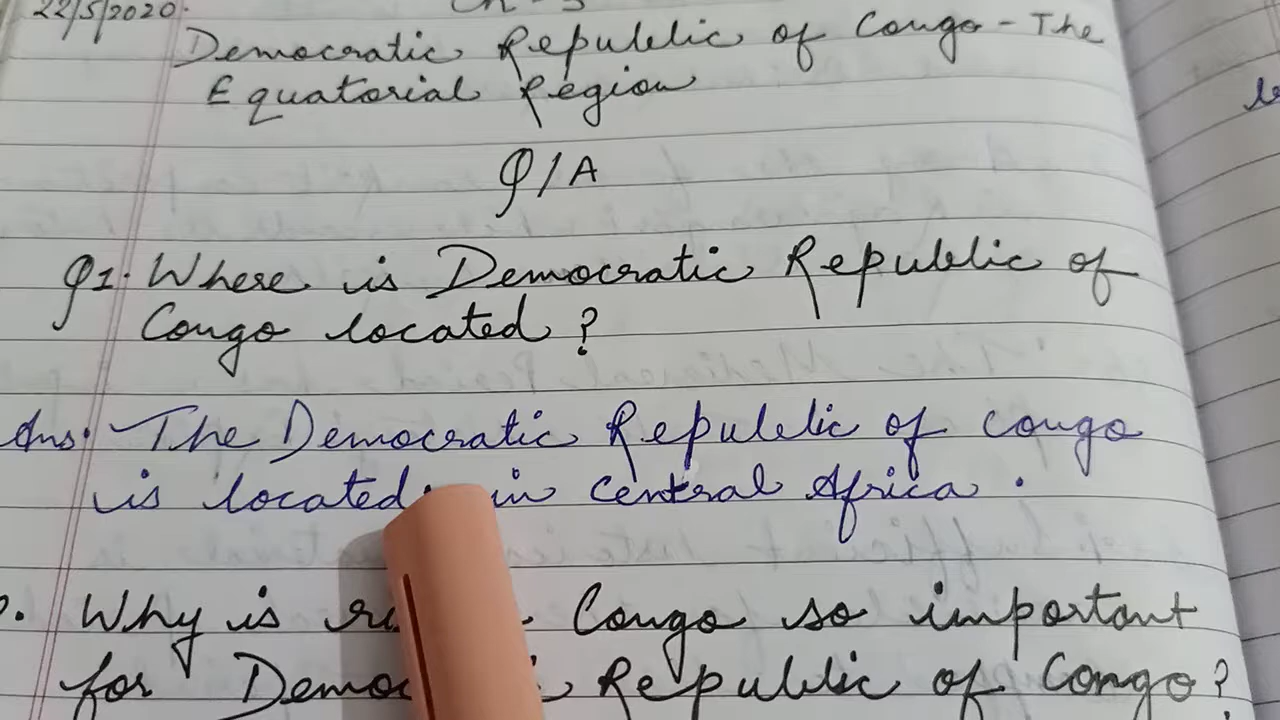 22/5/2020.
Democratic Republic of Congo - The
Equatorial Region
Q/A
Q1. Where is Democratic Republic of
Congo located?
Ans. The Democratic Republic of Congo
is located in central Africa.
Why is Congo so important
for Republic of Congo?